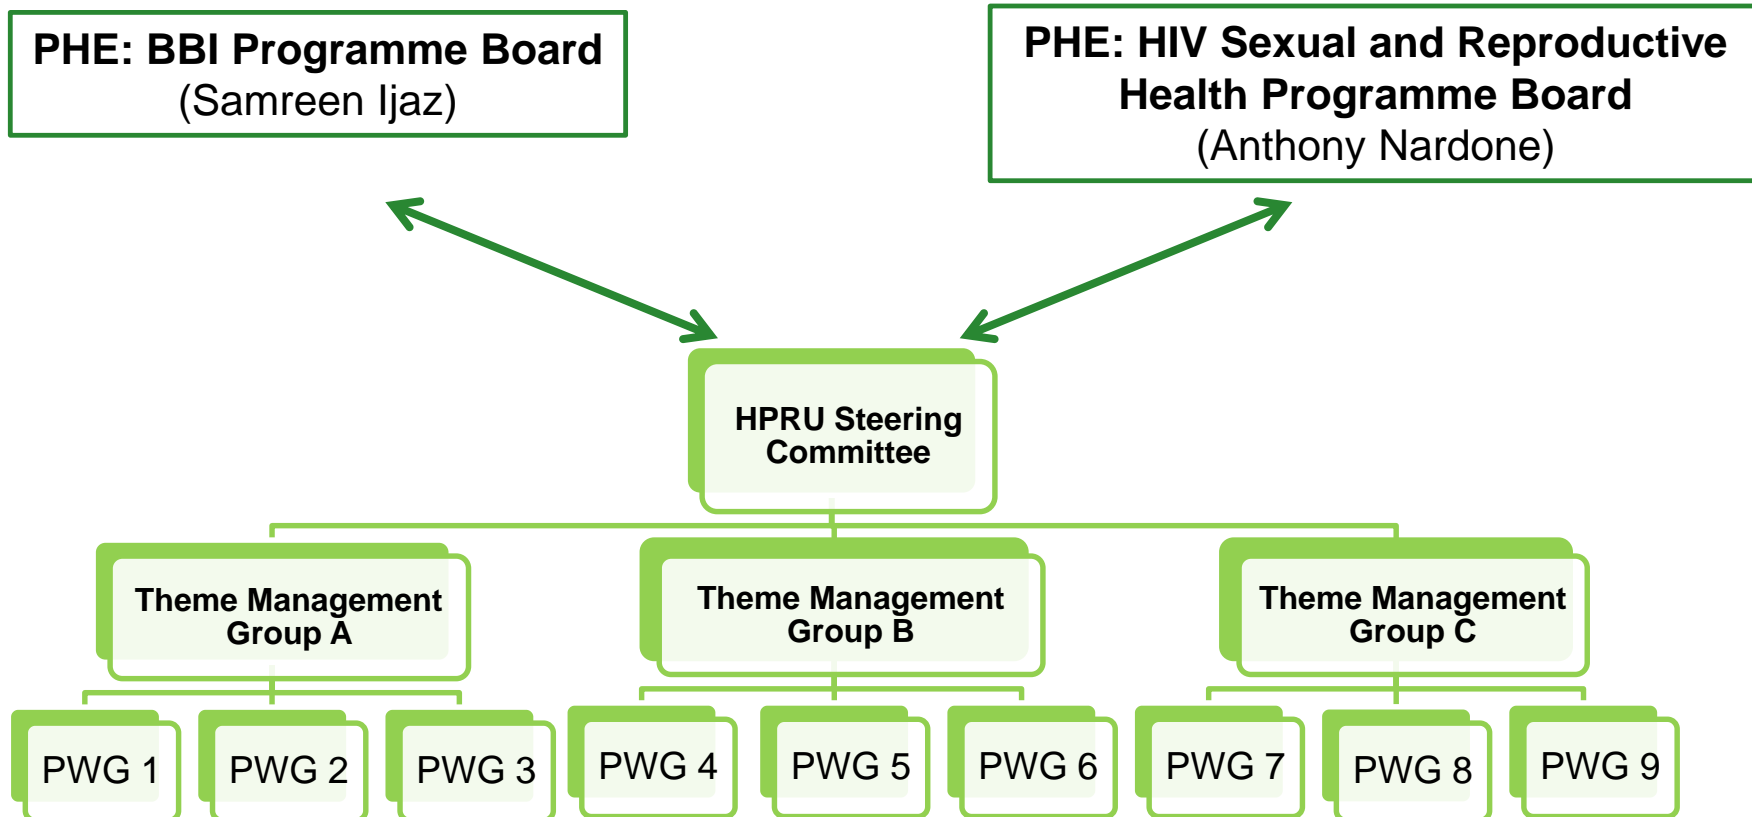 PHE: BBI Programme Board
(Samreen Ijaz)
PHE: HIV Sexual and Reproductive
Health Programme Board
(Anthony Nardone)
HPRU Steering
Committee
Theme Management
Group A
Theme Management
Group B
Theme Management
Group C
PWG 1
PWG 2
PWG 3
PWG 4
PWG 5
PWG 6
PWG 7
PWG 8
PWG 9